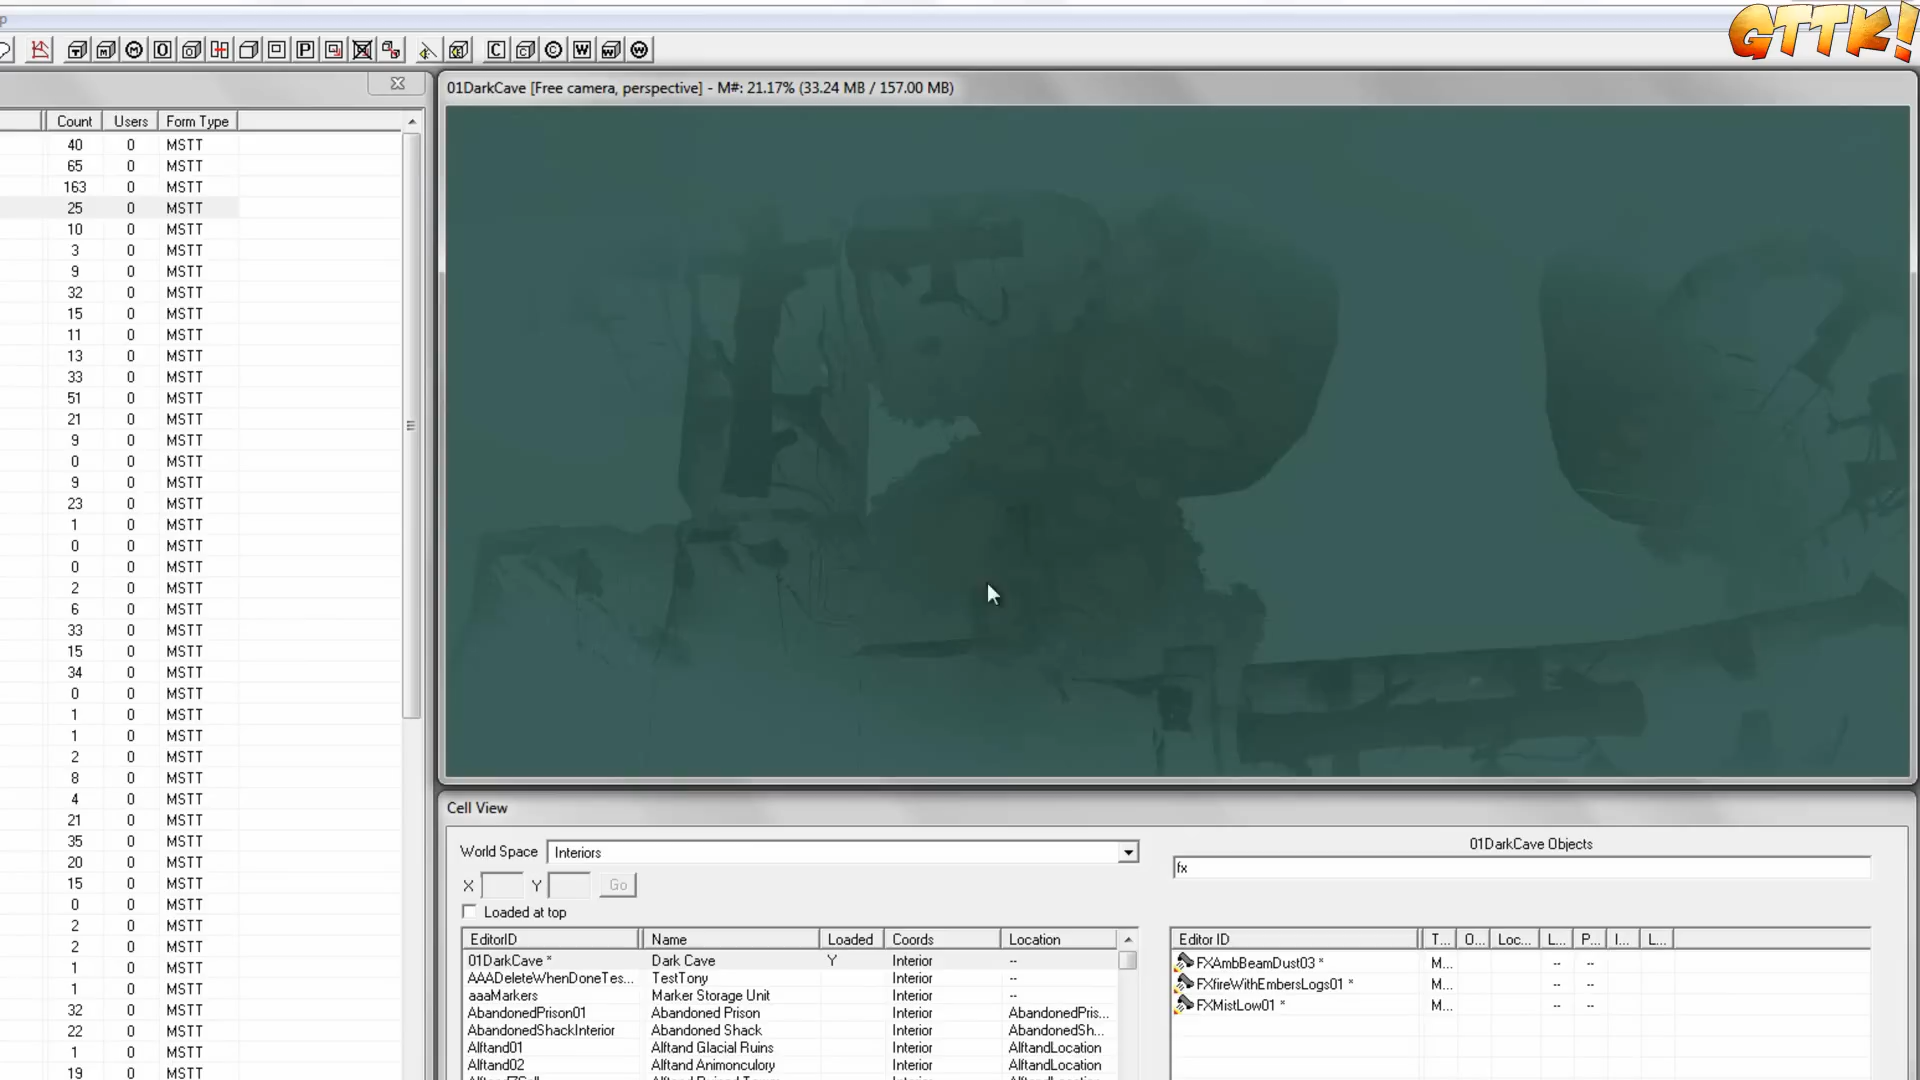 p
GTTK!
T M M O O P C C C W W W
01DarkCave [Free camera, perspective] - M#: 21.17% (33.24 MB / 157.00 MB)
Count Users Form Type
40 0 MSTT
65 0 MSTT
163 0 MSTT
25 0 MSTT
10 0 MSTT
3 0 MSTT
9 0 MSTT
32 0 MSTT
15 0 MSTT
11 0 MSTT
13 0 MSTT
33 0 MSTT
51 0 MSTT
21 0 MSTT
9 0 MSTT
0 0 MSTT
9 0 MSTT
23 0 MSTT
1 0 MSTT
0 0 MSTT
0 0 MSTT
2 0 MSTT
6 0 MSTT
33 0 MSTT
15 0 MSTT
34 0 MSTT
0 0 MSTT
1 0 MSTT
1 0 MSTT
2 0 MSTT
8 0 MSTT
4 0 MSTT
21 0 MSTT
35 0 MSTT
20 0 MSTT
15 0 MSTT
0 0 MSTT
2 0 MSTT
2 0 MSTT
1 0 MSTT
1 0 MSTT
32 0 MSTT
22 0 MSTT
1 0 MSTT
19 0 MSTT
Cell View
World Space Interiors
X Y Go
Loaded at top
EditorID Name Loaded Coords Location
01DarkCave * Dark Cave Y Interior --
AAADeleteWhenDoneTes... TestTony Interior --
aaaMarkers Marker Storage Unit Interior --
AbandonedPrison01 Abandoned Prison Interior AbandonedPris...
AbandonedShackInterior Abandoned Shack Interior AbandonedSh...
Alftand01 Alftand Glacial Ruins Interior AlftandLocation
Alftand02 Alftand Animonculory Interior AlftandLocation
01DarkCave Objects
fx
Editor ID T... O... Loc... L... P... I... L...
FXAmbBeamDust03 * M... -- --
FXfireWithEmbersLogs01 * M... -- --
FXMistLow01 * M... -- --